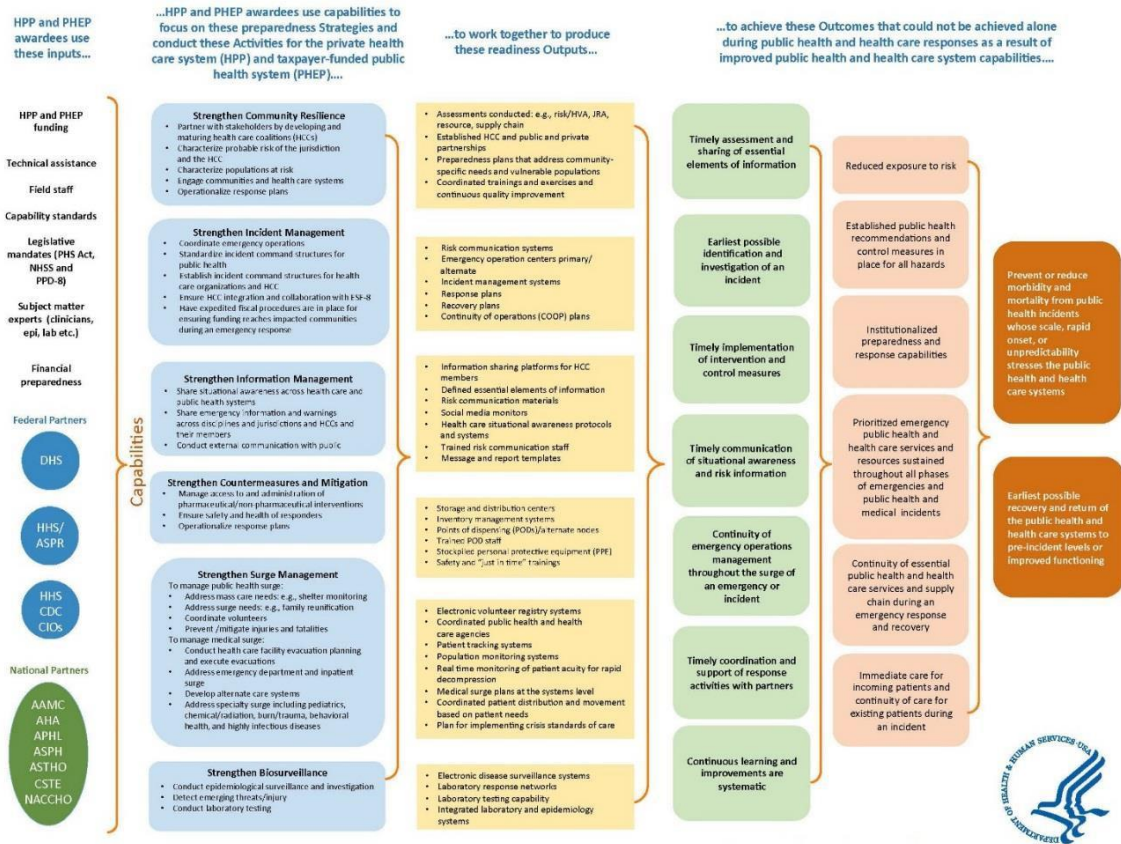 HPP and PHEP
awardees use
these inputs...
...HPP and PHEP awardees use capabilities to
focus on these preparedness Strategies and
conduct these Activities for the private health
care system (HPP) and taxpayer-funded public
health system (PHEP)....
...to work together to produce
these readiness Outputs...
...to achieve these Outcomes that could not be achieved alone
during public health and health care responses as a result of
improved public health and health care system capabilities....
HPP and PHEP
funding
Technical assistance
Field staff
Capability standards
Legislative
mandates (PHS Act,
NHSS and
PPD-8)
Subject matter
experts (clinicians,
epi, lab etc.)
Financial
preparedness
Federal Partners
DHS
HHS/
ASPR
HHS
CDC
CIOs
National Partners
AAMC
AHA
APHL
ASPH
ASTHO
CSTE
NACCHO
Capabilities
Strengthen Community Resilience
• Partner with stakeholders by developing and
maturing health care coalitions (HCCs)
• Characterize probable risk of the jurisdiction
and the HCC
• Characterize populations at risk
• Engage communities and health care systems
• Operationalize response plans
Strengthen Incident Management
• Coordinate emergency operations
• Standardize incident command structures for
public health
• Establish incident command structures for health
care organizations and HCC
• Ensure HCC integration and collaboration with ESF-8
• Have expedited fiscal procedures are in place for
ensuring funding reaches impacted communities
during an emergency response
Strengthen Information Management
• Share situational awareness across health care and
public health systems
• Share emergency information and warnings
across disciplines and jurisdictions and HCCs and
their members
• Conduct external communication with public
Strengthen Countermeasures and Mitigation
• Manage access to and administration of
pharmaceutical/non-pharmaceutical interventions
• Ensure safety and health of responders
• Operationalize response plans
Strengthen Surge Management
To manage public health surge:
• Address mass care needs: e.g., shelter monitoring
• Address surge needs: e.g., family reunification
• Coordinate volunteers
• Prevent /mitigate injuries and fatalities
To manage medical surge:
• Conduct health care facility evacuation planning
and execute evacuations
• Address emergency department and inpatient
surge
• Develop alternate care systems
• Address specialty surge including pediatrics,
chemical/radiation, burn/trauma, behavioral
health, and highly infectious diseases
Strengthen Biosurveillance
• Conduct epidemiological surveillance and investigation
• Detect emerging threats/injury
• Conduct laboratory testing
• Assessments conducted: e.g., risk/HVA, JRA,
resource, supply chain
• Established HCC and public and private
partnerships
• Preparedness plans that address community-
specific needs and vulnerable populations
• Coordinated trainings and exercises and
continuous quality improvement
• Risk communication systems
• Emergency operation centers primary/
alternate
• Incident management systems
• Response plans
• Recovery plans
• Continuity of operations (COOP) plans
• Information sharing platforms for HCC
members
• Defined essential elements of information
• Risk communication materials
• Social media monitors
• Health care situational awareness protocols
and systems
• Trained risk communication staff
• Message and report templates
• Storage and distribution centers
• Inventory management systems
• Points of dispensing (PODs)/alternate nodes
• Trained POD staff
• Stockpiled personal protective equipment (PPE)
• Safety and "just in time" trainings
• Electronic volunteer registry systems
• Coordinated public health and health
care agencies
• Patient tracking systems
• Population monitoring systems
• Real time monitoring of patient acuity for rapid
decompression
• Medical surge plans at the systems level
• Coordinated patient distribution and movement
based on patient needs
• Plan for implementing crisis standards of care
• Electronic disease surveillance systems
• Laboratory response networks
• Laboratory testing capability
• Integrated laboratory and epidemiology
systems
Timely assessment and
sharing of essential
elements of information
Earliest possible
identification and
investigation of an
incident
Timely implementation
of intervention and
control measures
Timely communication
of situational awareness
and risk information
Continuity of
emergency operations
management
throughout the surge of
an emergency or
incident
Timely coordination and
support of response
activities with partners
Continuous learning and
improvements are
systematic
Reduced exposure to risk
Established public health
recommendations and
control measures in
place for all hazards
Institutionalized
preparedness and
response capabilities
Prioritized emergency
public health and
health care services and
resources sustained
throughout all phases
of emergencies and
public health and
medical incidents
Continuity of essential
public health and health
care services and supply
chain during an
emergency response
and recovery
Immediate care for
incoming patients and
continuity of care for
existing patients during
an incident
Prevent or reduce
morbidity and
mortality from public
health incidents
whose scale, rapid
onset, or
unpredictability
stresses the public
health and health
care systems
Earliest possible
recovery and return of
the public health and
health care systems to
pre-incident levels or
improved functioning
DEPARTMENT OF HEALTH & HUMAN SERVICES·USA